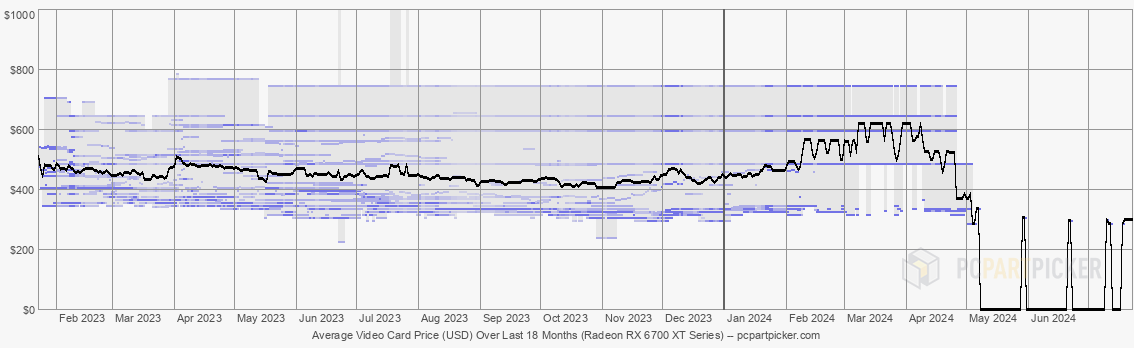 $1000
$800
$600
$400
$200
$0
PCPARTPICKER
Feb 2023 Mar 2023 Apr 2023 May 2023 Jun 2023 Jul 2023 Aug 2023 Sep 2023 Oct 2023 Nov 2023 Dec 2023 Jan 2024 Feb 2024 Mar 2024 Apr 2024 May 2024 Jun 2024
Average Video Card Price (USD) Over Last 18 Months (Radeon RX 6700 XT Series) -- pcpartpicker.com